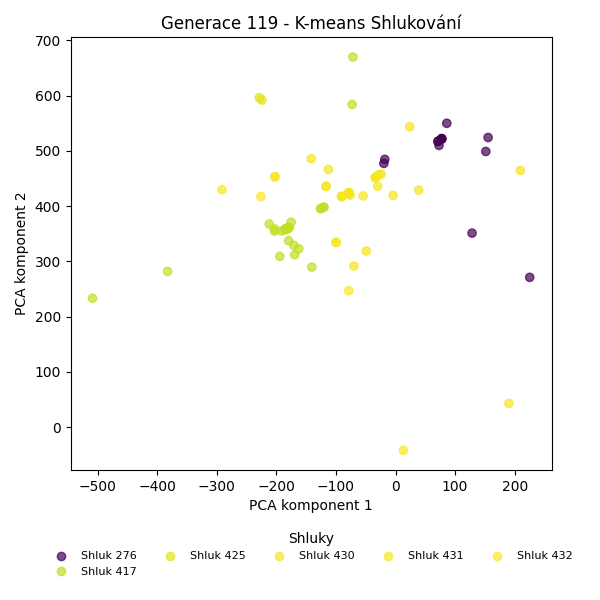 Generace 119 - K-means Shlukování
PCA komponent 2
700
600
500
400
300
200
100
0
−500 −400 −300 −200 −100 0 100 200
PCA komponent 1
Shluky
Shluk 276 Shluk 425 Shluk 430 Shluk 431 Shluk 432
Shluk 417